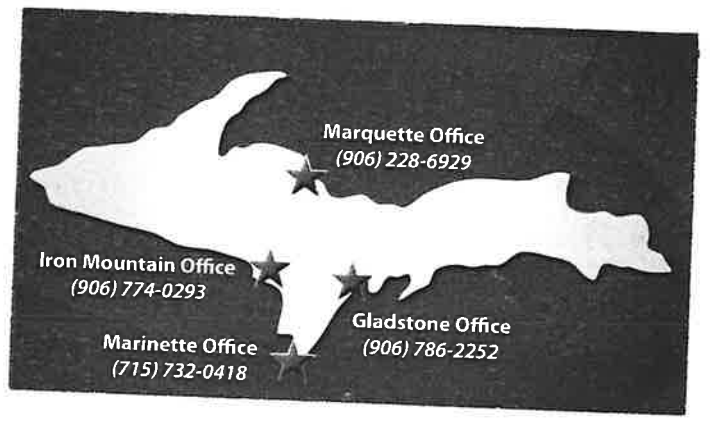 Marquette Office
(906) 228-6929
Iron Mountain Office
(906) 774-0293
Gladstone Office
(906) 786-2252
Marinette Office
(715) 732-0418